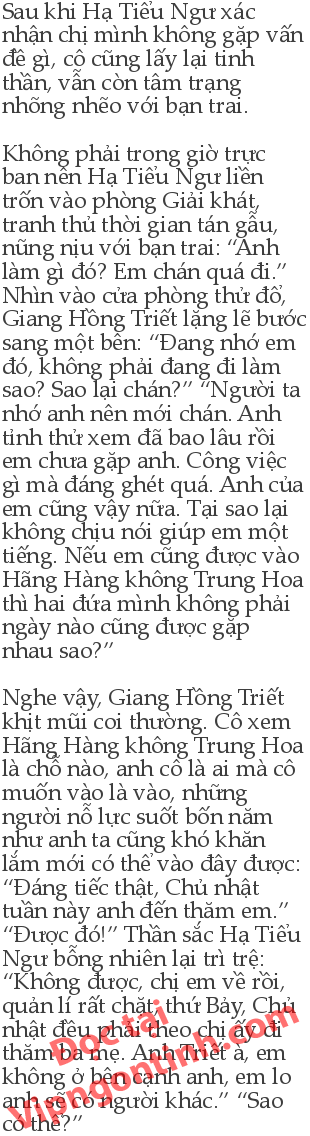 Sau khi Hạ Tiểu Ngư xác
nhận chị mình không gặp vấn
đề gì, cô cũng lấy lại tinh
thần, vẫn còn tâm trạng
nhõng nhẽo với bạn trai.

Không phải trong giờ trực
ban nên Hạ Tiểu Ngư liền
trốn vào phòng Giải khát,
tranh thủ thời gian tán gẫu,
nũng nịu với bạn trai: “Anh
làm gì đó? Em chán quá đi.”
Nhìn vào cửa phòng thử đồ,
Giang Hồng Triết lặng lẽ bước
sang một bên: “Đang nhớ em
đó, không phải đang đi làm
sao? Sao lại chán?” “Người ta
nhớ anh nên mới chán. Anh
tỉnh thử xem đã bao lâu rồi
em chưa gặp anh. Công việc
gì mà đáng ghét quá. Anh của
em cũng vậy nữa. Tại sao lại
không chịu nói giúp em một
tiếng. Nếu em cũng được vào
Hãng Hàng không Trung Hoa
thì hai đứa mình không phải
ngày nào cũng được gặp
nhau sao?”

Nghe vậy, Giang Hồng Triết
khịt mũi coi thường. Cô xem
Hãng Hàng không Trung Hoa
là chỗ nào, anh cô là ai mà cô
muốn vào là vào, những
người nỗ lực suốt bốn năm
như anh ta cũng khó khăn
lắm mới có thể vào đây được:
“Đáng tiếc thật, Chủ nhật
tuần này anh đến thăm em.”
“Được đó!” Thần sắc Hạ Tiểu
Ngư bỗng nhiên lại trì trệ:
“Không được, chị em về rồi,
quản lí rất chặt, thứ Bảy, Chủ
nhật đều phải theo chị ấy đi
thăm ba mẹ. Anh Triết à, em
không ở bên cạnh anh, em lo
anh sẽ có người khác.” “Sao
có thể?”
Đọc tại
Vipngontinh.com